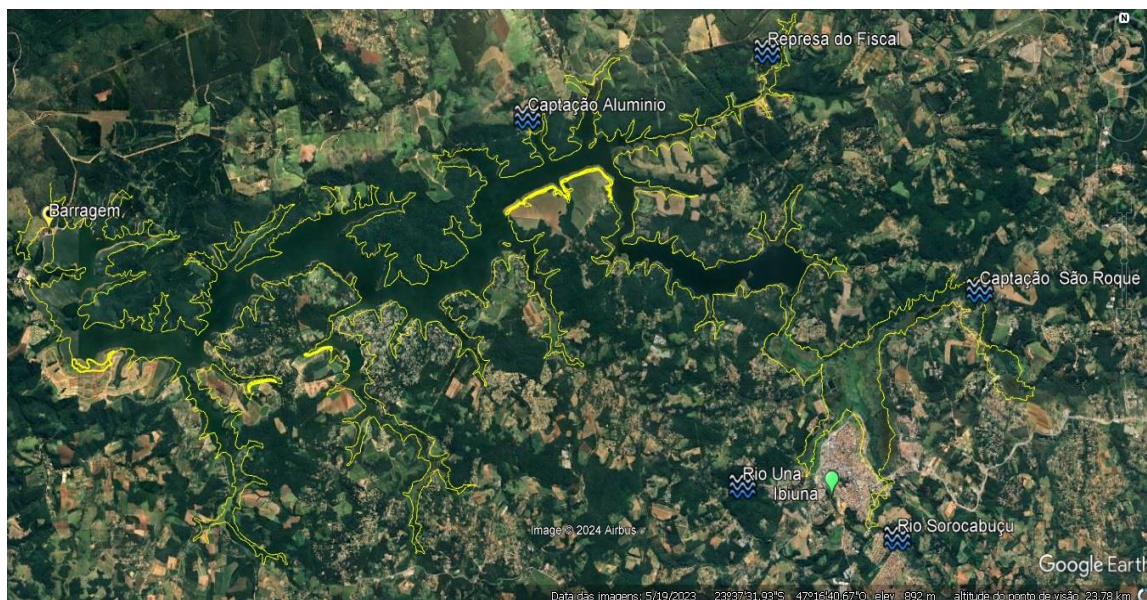 N
Represa do Fiscal
Captação Aluminio
Barragem
Captação São Roque
Rio Una
Ibiuna
Rio Sorocabuçu
Image © 2024 Airbus
Google Earth
Data das imagens: 5/19/2023 23°37'31.93"S 47°16'40.67"O elev 892 m altitude do ponto de visão 23.78 km